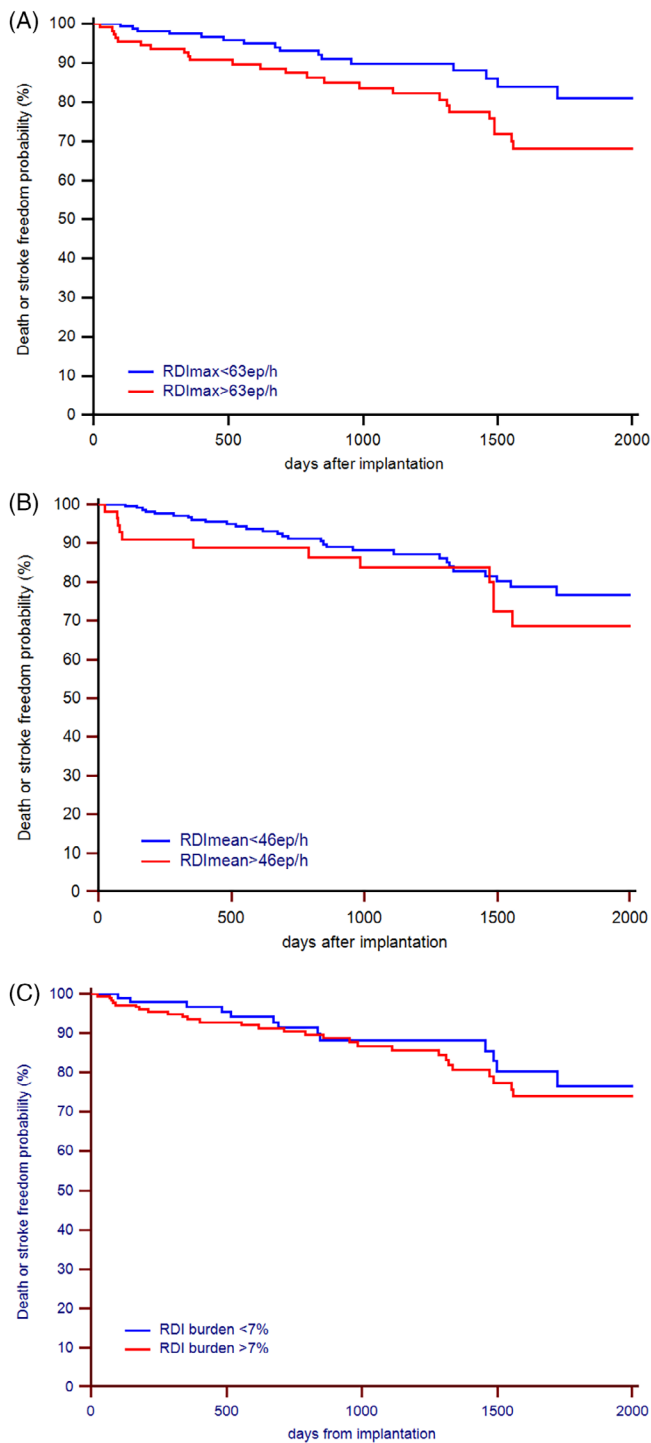 (A)
Death or stroke freedom probability (%)
100
90
80
70
60
50
40
30
20
10
0
RDImax<63ep/h
RDImax>63ep/h
0 500 1000 1500 2000
days after implantation
(B)
Death or stroke freedom probability (%)
100
90
80
70
60
50
40
30
20
10
0
RDImean<46ep/h
RDImean>46ep/h
0 500 1000 1500 2000
days after implantation
(C)
Death or stroke freedom probability (%)
100
90
80
70
60
50
40
30
20
10
0
RDI burden <7%
RDI burden >7%
0 500 1000 1500 2000
days from implantation